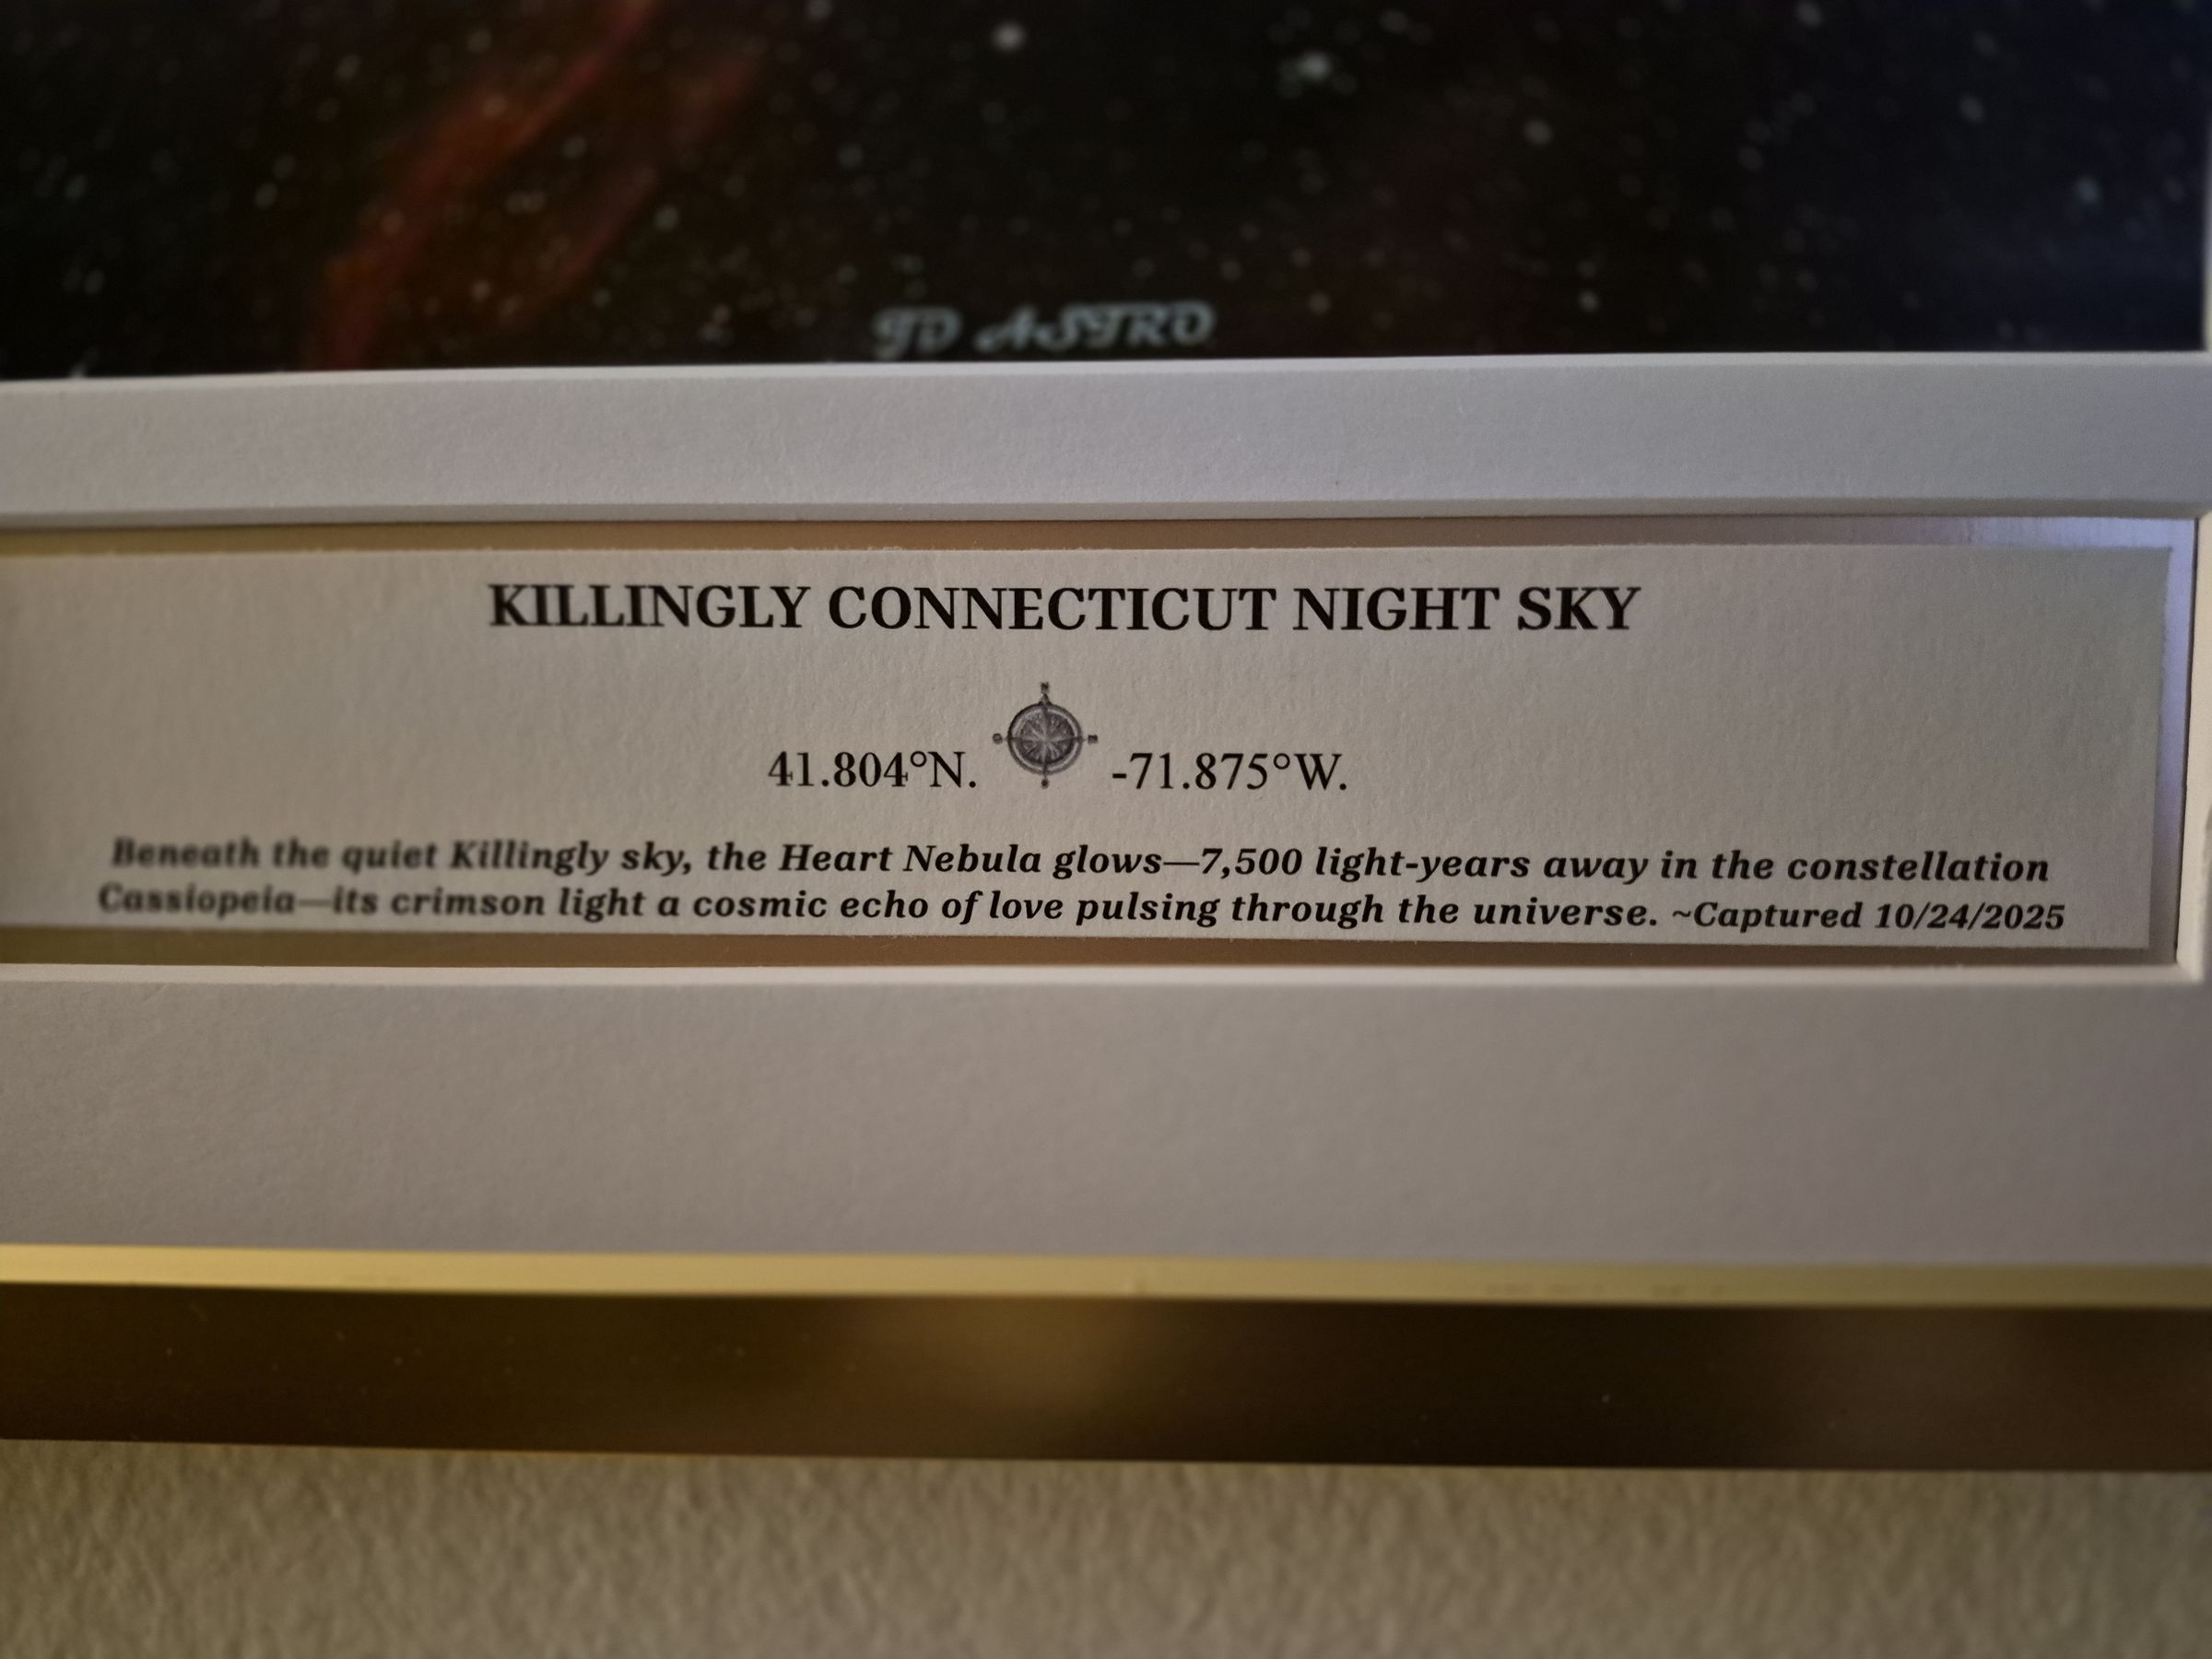 JD ASTRO
KILLINGLY CONNECTICUT NIGHT SKY
N
41.804°N. -71.875°W.
Beneath the quiet Killingly sky, the Heart Nebula glows—7,500 light-years away in the constellation
Cassiopeia—its crimson light a cosmic echo of love pulsing through the universe. ~Captured 10/24/2025